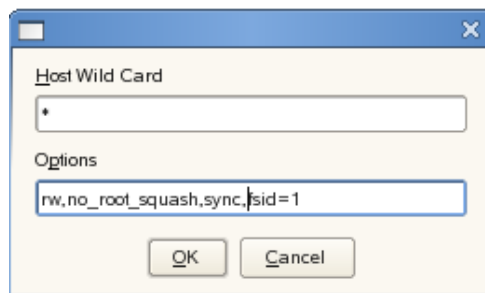 Host Wild Card
*
Options
rw,no_root_squash,sync,fsid=1
OK
Cancel